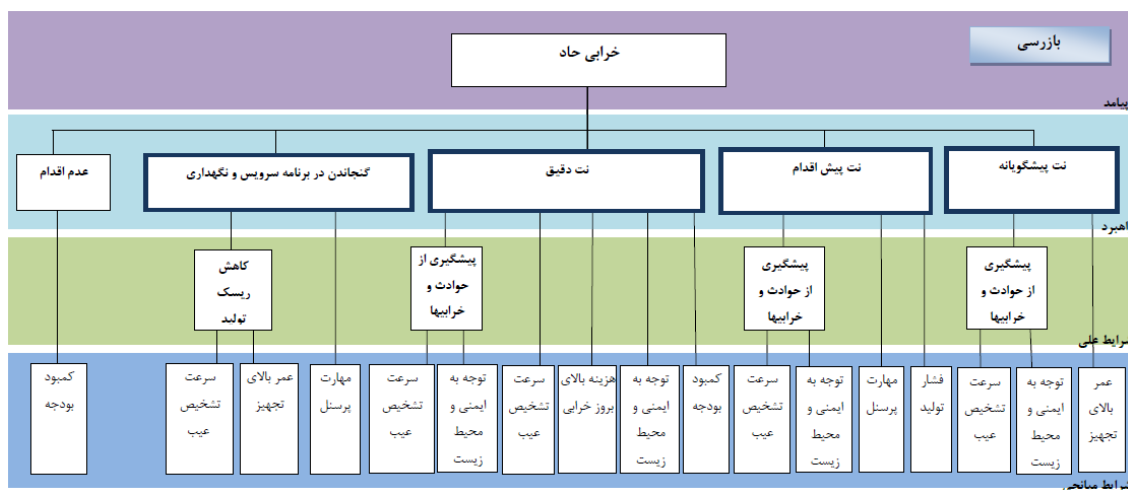 بازرسی
خرابی حاد
پیامد
نت پیشگویانه
نت پیش اقدام
نت دقیق
گنجاندن در برنامه سرویس و نگهداری
عدم اقدام
اهبرد
پیشگیری
از حوادث و
خرابیها
پیشگیری
از حوادث و
خرابیها
پیشگیری از
حوادث و
خرابیها
کاهش
ریسک
تولید
شرایط علی
عمر
بالای
تجهیز
توجه به
ایمنی و
محیط
زیست
سرعت
تشخیص
عیب
فشار
تولید
مهارت
پرسنل
توجه به
ایمنی و
محیط
زیست
سرعت
تشخیص
عیب
کمبود
بودجه
توجه به
ایمنی و
محیط
زیست
هزینه بالای
بروز خرابی
سرعت
تشخیص
عیب
توجه به
ایمنی و
محیط
زیست
سرعت
تشخیص
عیب
مهارت
پرسنل
عمر بالای
تجهیز
سرعت
تشخیص
عیب
کمبود
بودجه
شرایط میانجی